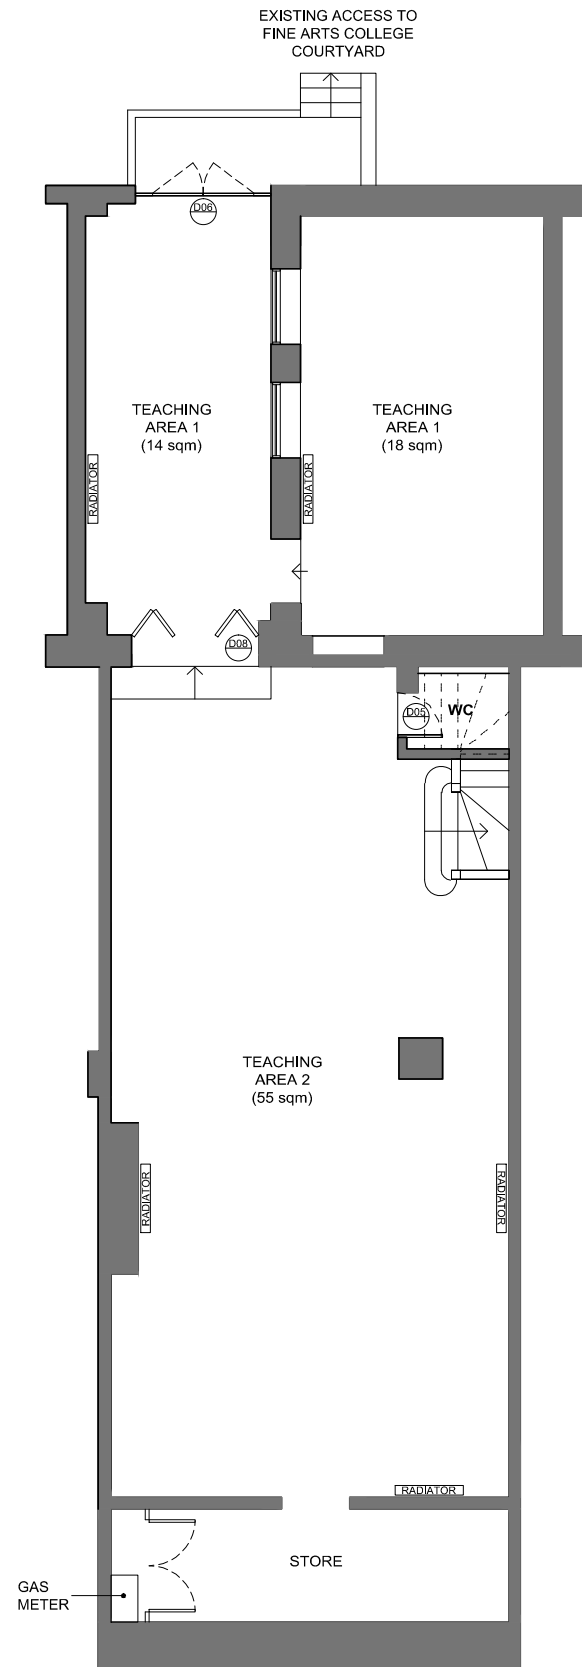 EXISTING ACCESS TO
FINE ARTS COLLEGE
COURTYARD
D06
TEACHING
AREA 1
(14 sqm)
TEACHING
AREA 1
(18 sqm)
RADIATOR
RADIATOR
D08
D05
WC
TEACHING
AREA 2
(55 sqm)
RADIATOR
RADIATOR
RADIATOR
STORE
GAS
METER